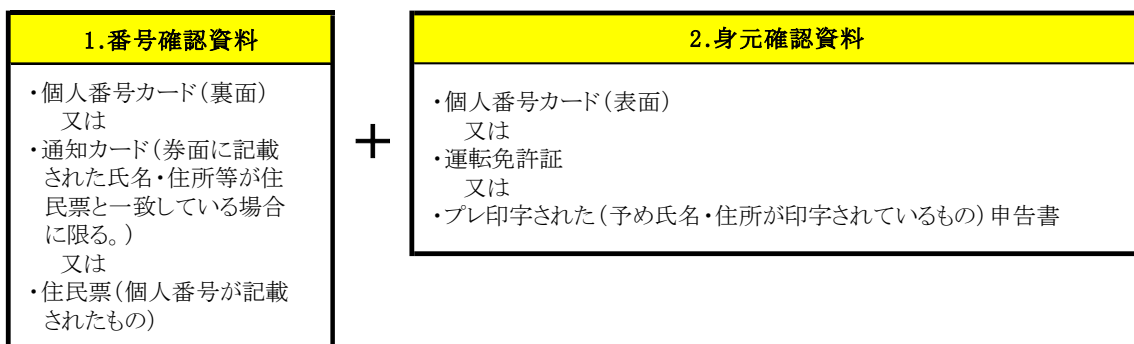 1.番号確認資料
・個人番号カード(裏面)
又は
・通知カード(券面に記載
された氏名・住所等が住
民票と一致している場合
に限る。)
又は
・住民票(個人番号が記載
されたもの)
+
2.身元確認資料
・個人番号カード(表面)
又は
・運転免許証
又は
・プレ印字された(予め氏名・住所が印字されているもの)申告書